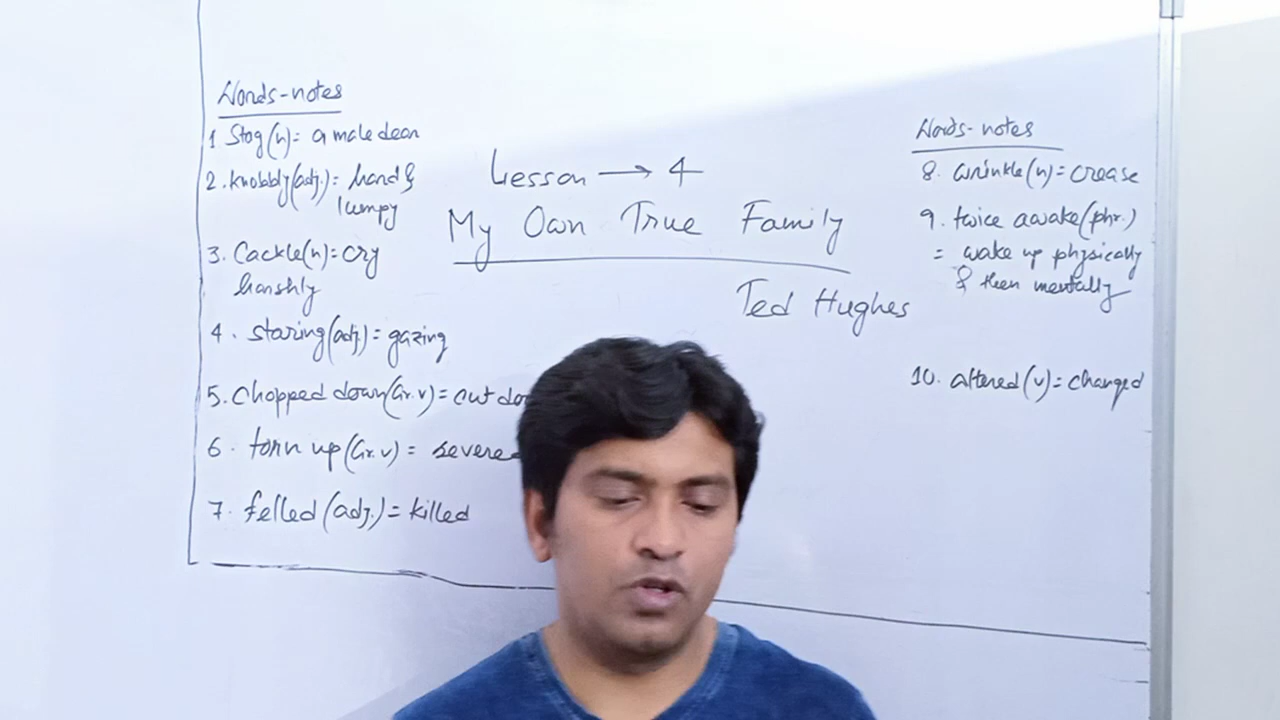 Words-notes
1 Stag (n) = a male deer
2. knobbly (adj.) = hard &
lumpy
3. Cackle (n) = cry
harshly
4. staring (adj.) = gazing
5. chopped down (Gr. v) = cut do
6. torn up (Gr. v) = severe
7. felled (adj.) = killed
Lesson → 4
My Own True Family
Ted Hughes
Words-notes
8. wrinkle (n) = crease
9. twice awake (phr.)
= wake up physically
& then mentally
10. altered (v) = changed